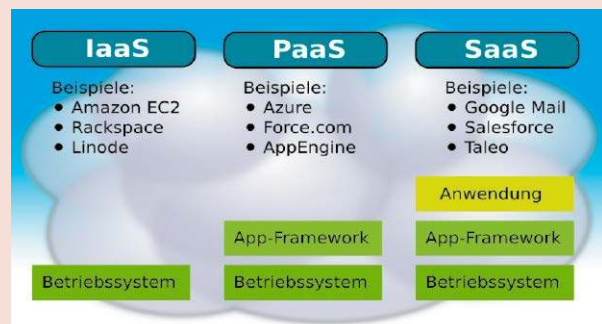 IaaS
Beispiele:
• Amazon EC2
• Rackspace
• Linode
Betriebssystem
PaaS
Beispiele:
• Azure
• Force.com
• AppEngine
App-Framework
Betriebssystem
SaaS
Beispiele:
• Google Mail
• Salesforce
• Taleo
Anwendung
App-Framework
Betriebssystem